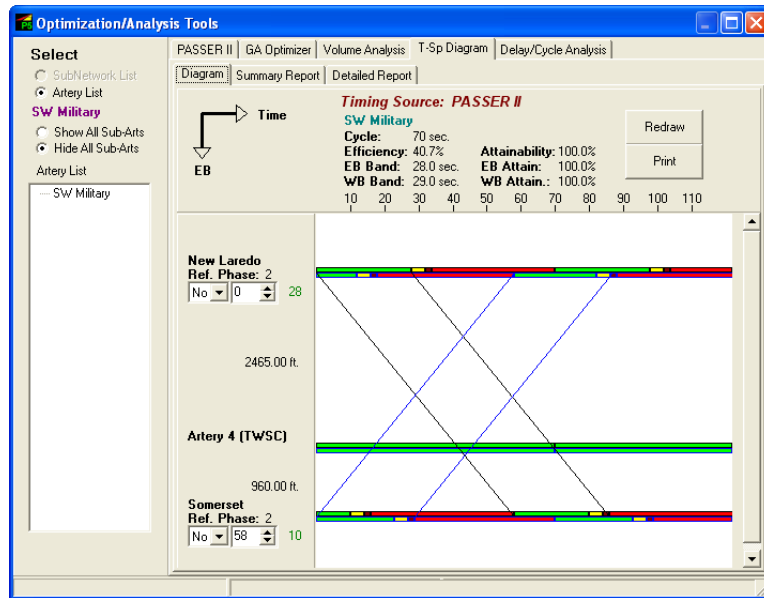 Optimization/Analysis Tools
Select
SubNetwork List
Artery List
SW Military
Show All Sub-Arts
Hide All Sub-Arts
Artery List
SW Military
PASSER II GA Optimizer Volume Analysis T-Sp Diagram Delay/Cycle Analysis
Diagram Summary Report Detailed Report
Time
EB
Timing Source: PASSER II
SW Military
Cycle: 70 sec.
Efficiency: 40.7% Attainability: 100.0%
EB Band: 28.0 sec. EB Attain: 100.0%
WB Band: 29.0 sec. WB Attain.: 100.0%
Redraw
Print
10 20 30 40 50 60 70 80 90 100 110
New Laredo
Ref. Phase: 2
No 0 28
2465.00 ft.
Artery 4 (TWSC)
960.00 ft.
Somerset
Ref. Phase: 2
No 58 10